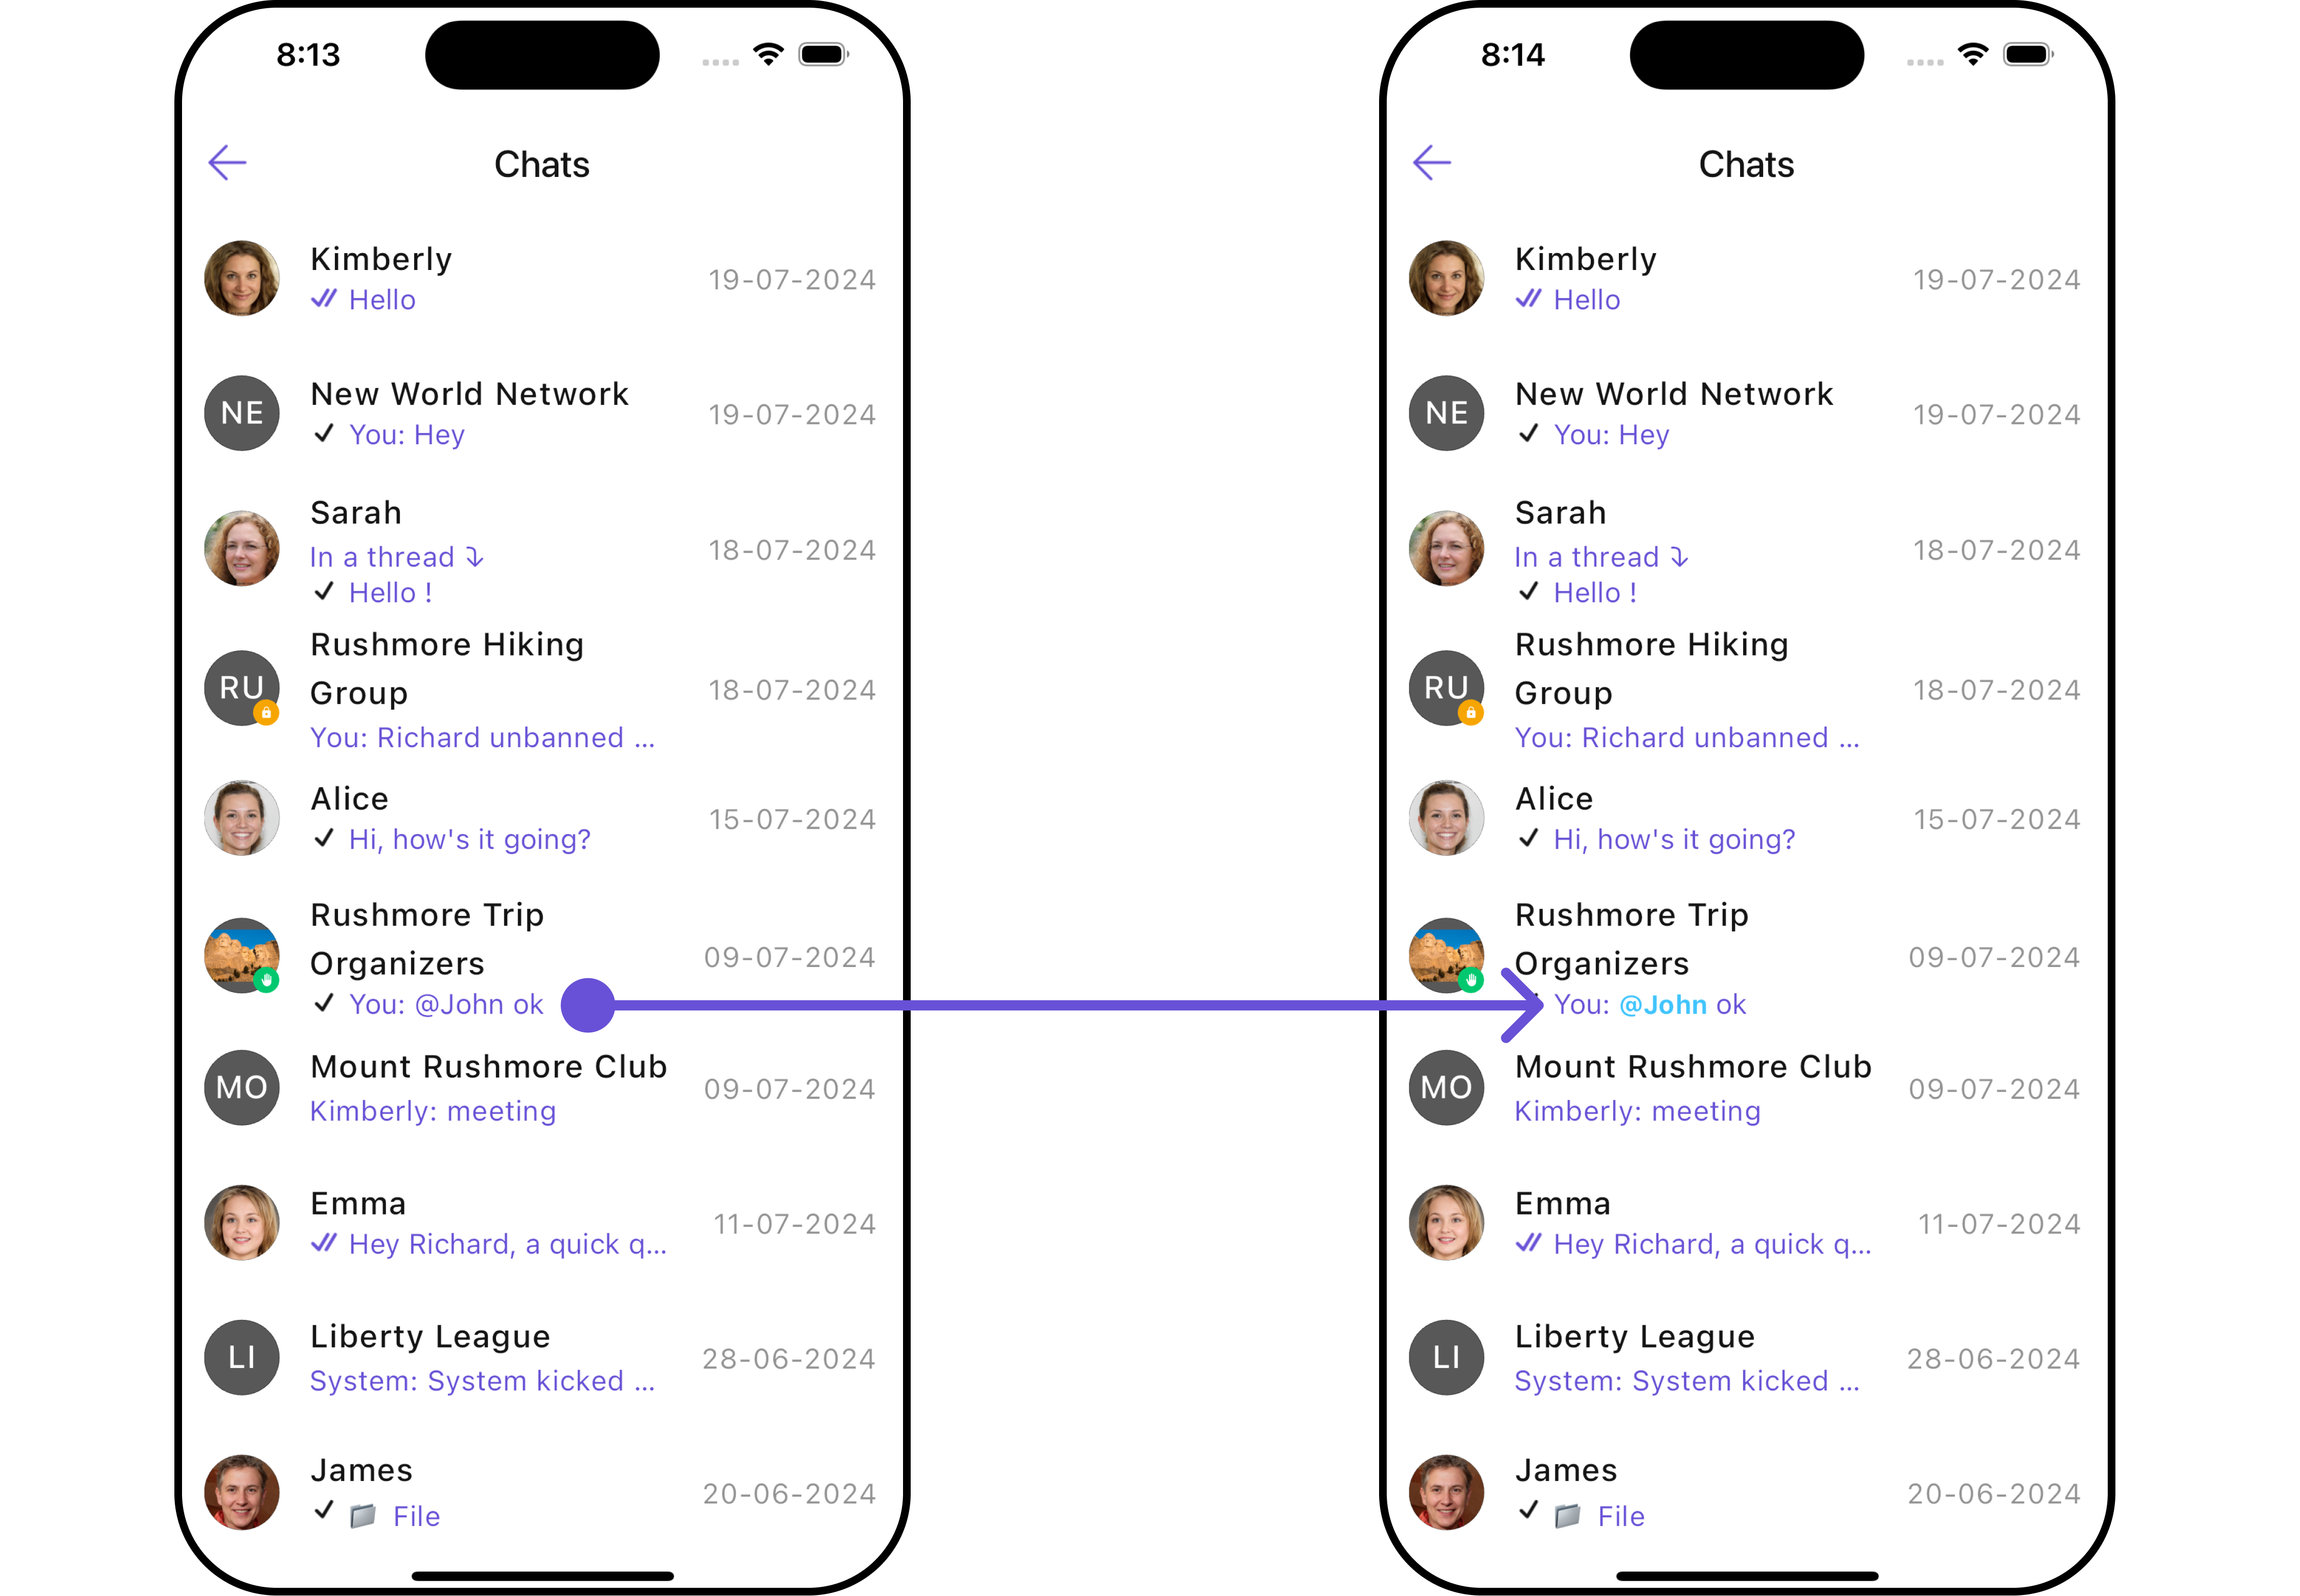 8:13
Chats
Kimberly
19-07-2024
Hello
NE
New World Network
19-07-2024
You: Hey
Sarah
In a thread ⤵
18-07-2024
Hello !
RU
Rushmore Hiking
Group
18-07-2024
You: Richard unbanned ...
Alice
15-07-2024
Hi, how's it going?
Rushmore Trip
Organizers
09-07-2024
You: @John ok
MO
Mount Rushmore Club
09-07-2024
Kimberly: meeting
Emma
11-07-2024
Hey Richard, a quick q...
LI
Liberty League
28-06-2024
System: System kicked ...
James
20-06-2024
File
8:14
Chats
Kimberly
19-07-2024
Hello
NE
New World Network
19-07-2024
You: Hey
Sarah
In a thread ⤵
18-07-2024
Hello !
RU
Rushmore Hiking
Group
18-07-2024
You: Richard unbanned ...
Alice
15-07-2024
Hi, how's it going?
Rushmore Trip
Organizers
09-07-2024
You: @John ok
MO
Mount Rushmore Club
09-07-2024
Kimberly: meeting
Emma
11-07-2024
Hey Richard, a quick q...
LI
Liberty League
28-06-2024
System: System kicked ...
James
20-06-2024
File